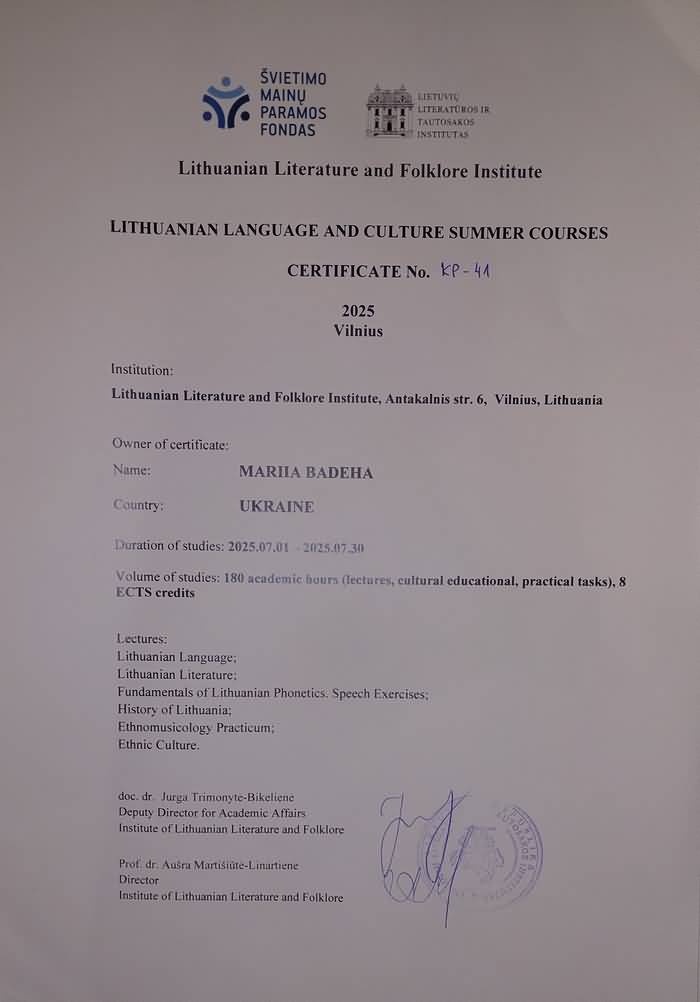 ŠVIETIMO
MAINŲ
PARAMOS
FONDAS
LIETUVIŲ
LITERATŪROS IR
TAUTOSAKOS
INSTITUTAS
Lithuanian Literature and Folklore Institute
LITHUANIAN LANGUAGE AND CULTURE SUMMER COURSES
CERTIFICATE No. KP-41
2025
Vilnius
Institution:
Lithuanian Literature and Folklore Institute, Antakalnis str. 6, Vilnius, Lithuania
Owner of certificate:
Name: MARIIA BADEHA
Country: UKRAINE
Duration of studies: 2025.07.01 - 2025.07.30
Volume of studies: 180 academic hours (lectures, cultural educational, practical tasks), 8
ECTS credits
Lectures:
Lithuanian Language;
Lithuanian Literature;
Fundamentals of Lithuanian Phonetics. Speech Exercises;
History of Lithuania;
Ethnomusicology Practicum;
Ethnic Culture.
doc. dr. Jurga Trimonytė-Bikelienė
Deputy Director for Academic Affairs
Institute of Lithuanian Literature and Folklore
Prof. dr. Aušra Martišiūtė-Linartienė
Director
Institute of Lithuanian Literature and Folklore